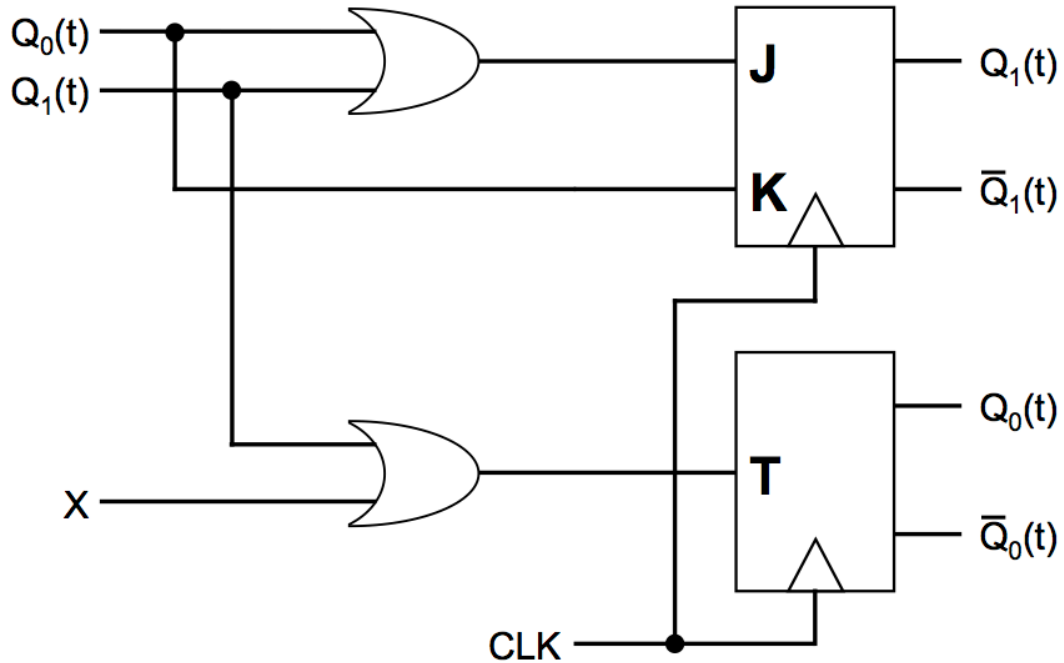 Q₀(t)
Q₁(t)
J
Q₁(t)
K
Q̅₁(t)
Q₀(t)
T
X
Q̅₀(t)
CLK